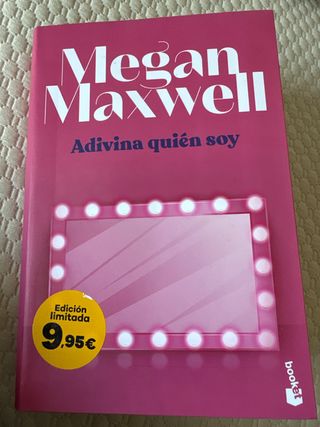 Megan
Maxwell
Adivina quién soy
Edición
limitada
9,95€
booket